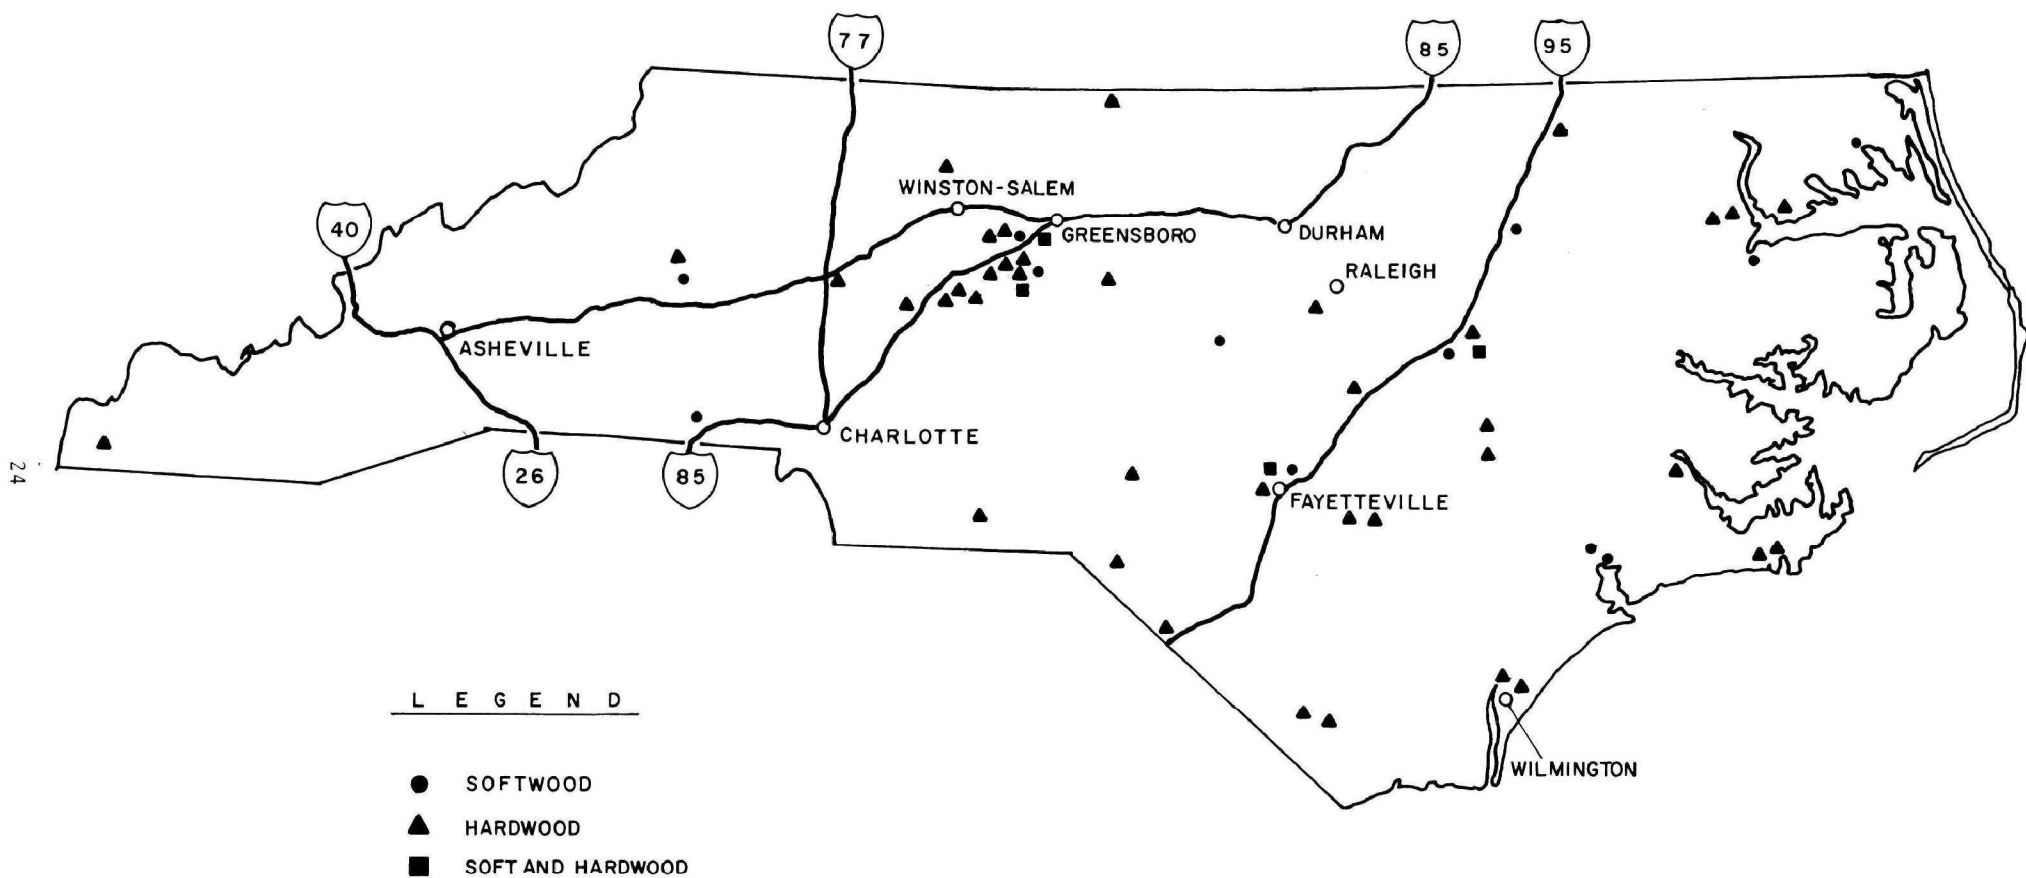 77
85
95
40
WINSTON-SALEM
GREENSBORO
DURHAM
RALEIGH
ASHEVILLE
CHARLOTTE
26
85
FAYETTEVILLE
WILMINGTON
24
LEGEND
SOFTWOOD
HARDWOOD
SOFT AND HARDWOOD